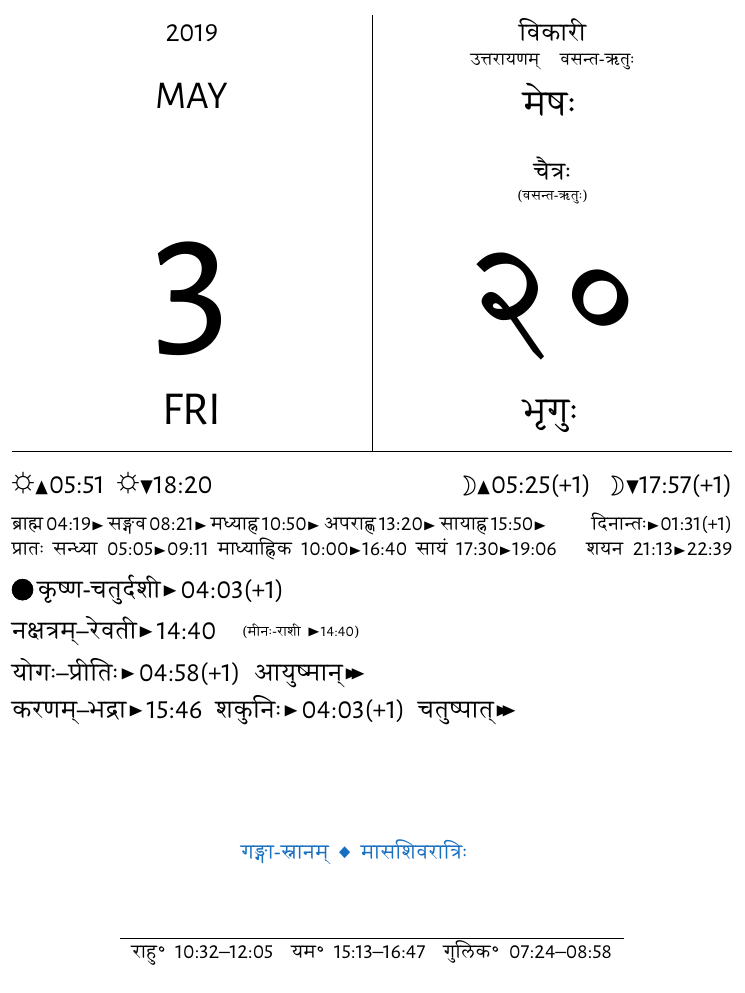 2019
MAY
3
FRI
विकारी
उत्तरायणम् वसन्त-ऋतुः
मेषः
चैत्रः
(वसन्त-ऋतुः)
२०
भृगुः
☼▲05:51 ☼▼18:20 ☽▲05:25(+1) ☽▼17:57(+1)
ब्राह्म 04:19► सङ्गव 08:21► मध्याह्न 10:50► अपराह्ण 13:20► सायाह्न 15:50► दिनान्तः►01:31(+1)
प्रातः सन्ध्या 05:05►09:11 माध्याह्निक 10:00►16:40 सायं 17:30►19:06 शयन 21:13►22:39
कृष्ण-चतुर्दशी►04:03(+1)
नक्षत्रम्–रेवती►14:40 (मीनः-राशी ►14:40)
योगः–प्रीतिः►04:58(+1) आयुष्मान्►►
करणम्–भद्रा►15:46 शकुनिः►04:03(+1) चतुष्पात्►►
गङ्गा-स्नानम् ◆ मासशिवरात्रिः
राहु° 10:32–12:05 यम° 15:13–16:47 गुलिक° 07:24–08:58